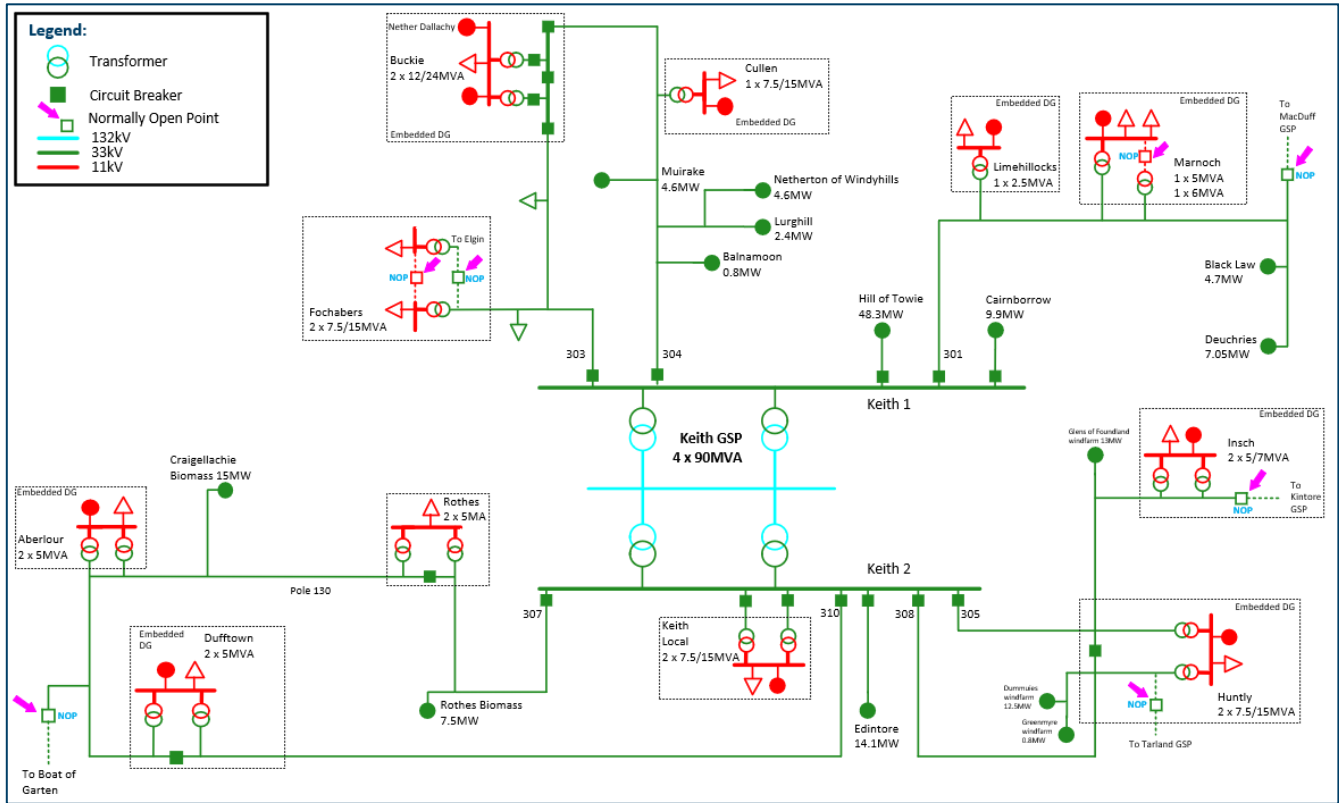 Legend:
Transformer
Circuit Breaker
Normally Open Point
132kV
33kV
11kV
Nether Dallachy
Buckie
2 x 12/24MVA
Embedded DG
Cullen
1 x 7.5/15MVA
Embedded DG
Muirake
4.6MW
Netherton of Windyhills
4.6MW
Lurghill
2.4MW
Balnamoon
0.8MW
To Elgin
NOP
NOP
Fochabers
2 x 7.5/15MVA
303
304
Embedded DG
Limehillocks
1 x 2.5MVA
Embedded DG
NOP
Marnoch
1 x 5MVA
1 x 6MVA
To
MacDuff
GSP
NOP
Black Law
4.7MW
Deuchries
7.05MW
Hill of Towie
48.3MW
Cairnborrow
9.9MW
301
Keith 1
Keith GSP
4 x 90MVA
Keith 2
Craigellachie
Biomass 15MW
Embedded DG
Aberlour
2 x 5MVA
Rothes
2 x 5MA
Pole 130
Embedded
DG
Dufftown
2 x 5MVA
NOP
To Boat of
Garten
Rothes Biomass
7.5MW
307
Keith
Local
2 x 7.5/15MVA
310
Edintore
14.1MW
308
305
Glens of Foundland
windfarm 13MW
Embedded DG
Insch
2 x 5/7MVA
NOP
To
Kintore
GSP
Embedded DG
Dummuies
windfarm
12.5MW
Greenmyre
windfarm
0.8MW
NOP
Huntly
2 x 7.5/15MVA
To Tarland GSP